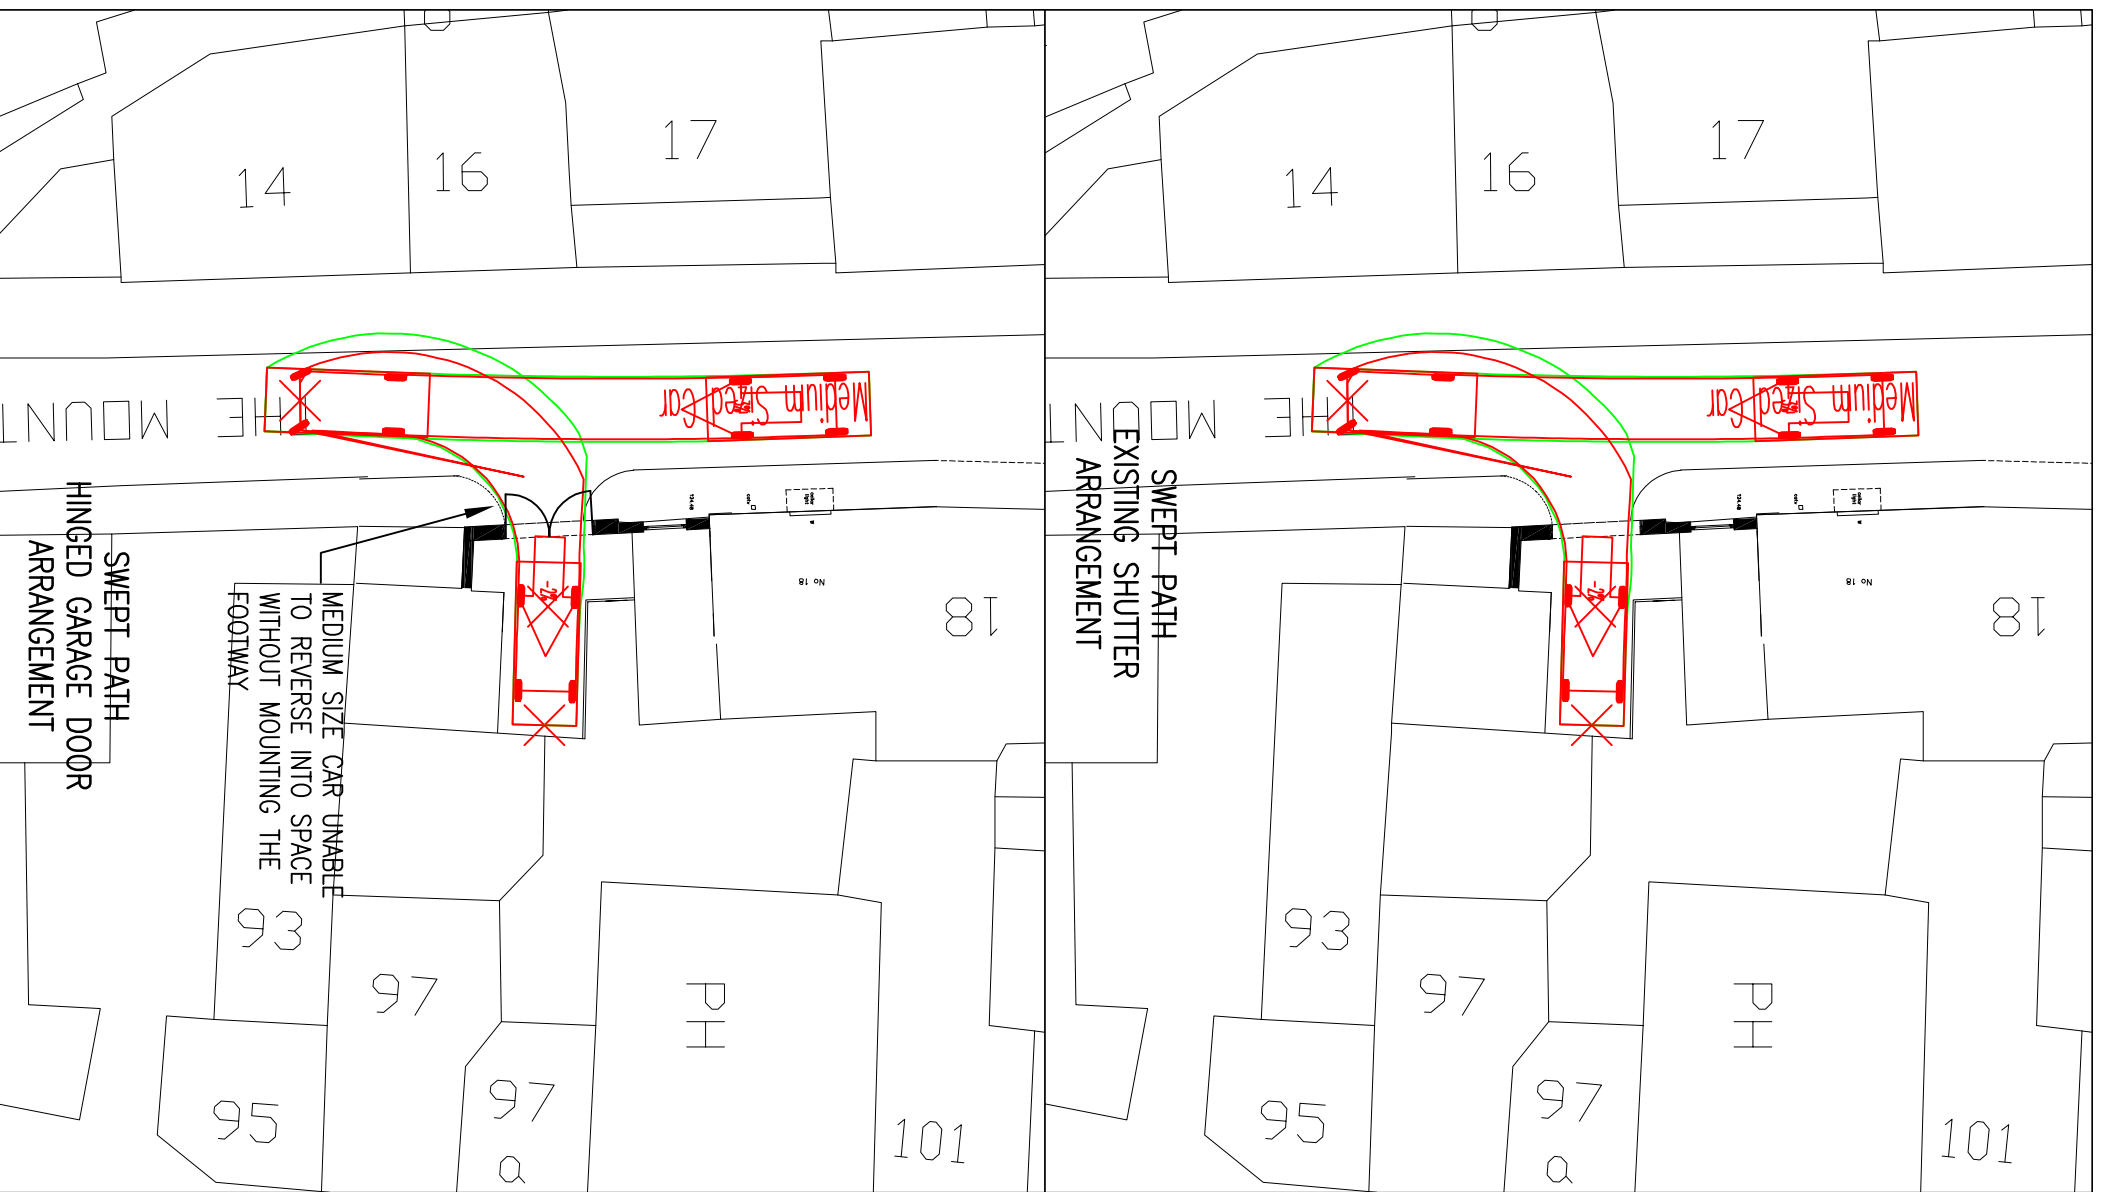 14
16
17
HE MOUNT
Medium Sized Car
No 18
18
SWEPT PATH
HINGED GARAGE DOOR
ARRANGEMENT
MEDIUM SIZE CAR UNABLE
TO REVERSE INTO SPACE
WITHOUT MOUNTING THE
FOOTWAY
93
97
95
97
a
PH
101
14
16
17
HE MOUNT
Medium Sized Car
No 18
18
SWEPT PATH
EXISTING SHUTTER
ARRANGEMENT
93
97
95
97
a
PH
101